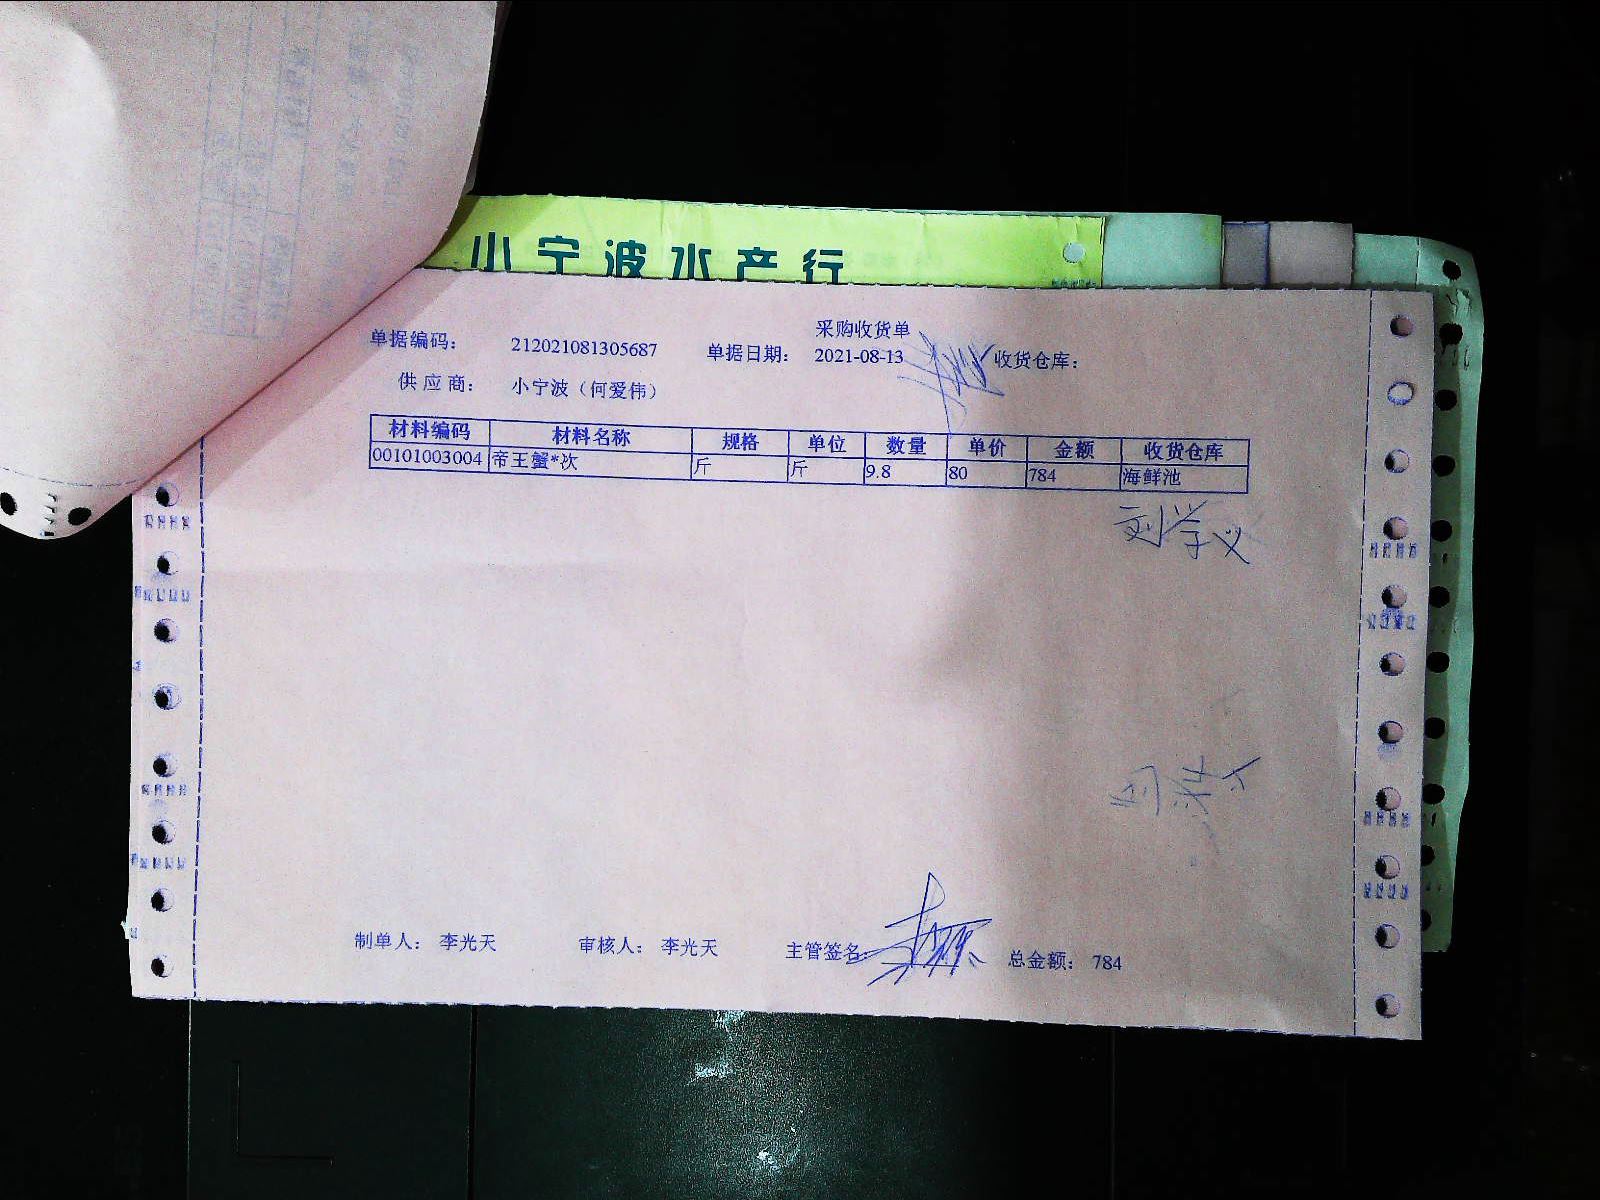 小宁波水产行
采购收货单
单据编码： 212021081305687 单据日期： 2021-08-13 收货仓库：
供应商： 小宁波（何爱伟）
材料编码 材料名称 规格 单位 数量 单价 金额 收货仓库
00101003004 帝王蟹*次 斤 斤 9.8 80 784 海鲜池
刘学义
制单人： 李光天 审核人： 李光天 主管签名： 总金额： 784